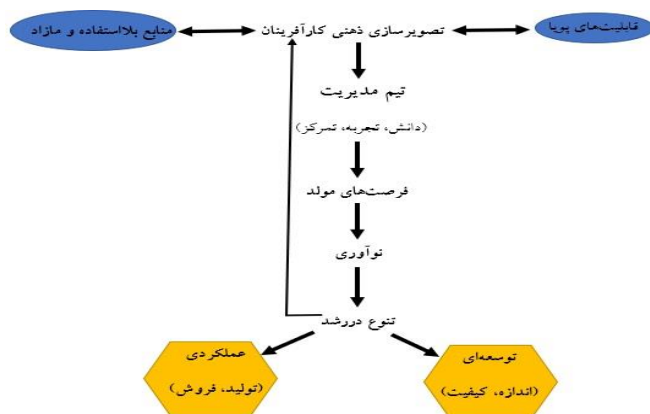 قابلیت‌های پویا
تصویرسازی ذهنی کارآفرینان
منابع بلااستفاده و مازاد
تیم مدیریت
(دانش، تجربه، تمرکز)
فرصت‌های مولد
نوآوری
تنوع دررشد
توسعه‌ای
(اندازه، کیفیت)
عملکردی
(تولید، فروش)